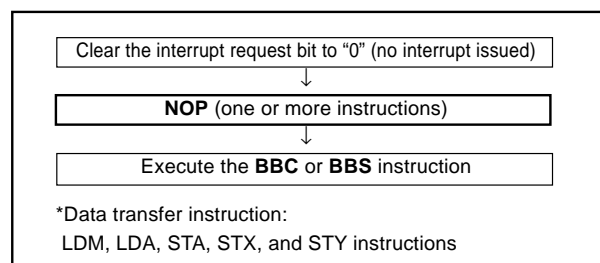 Clear the interrupt request bit to “0” (no interrupt issued)
↓
NOP (one or more instructions)
↓
Execute the BBC or BBS instruction
*Data transfer instruction:
LDM, LDA, STA, STX, and STY instructions